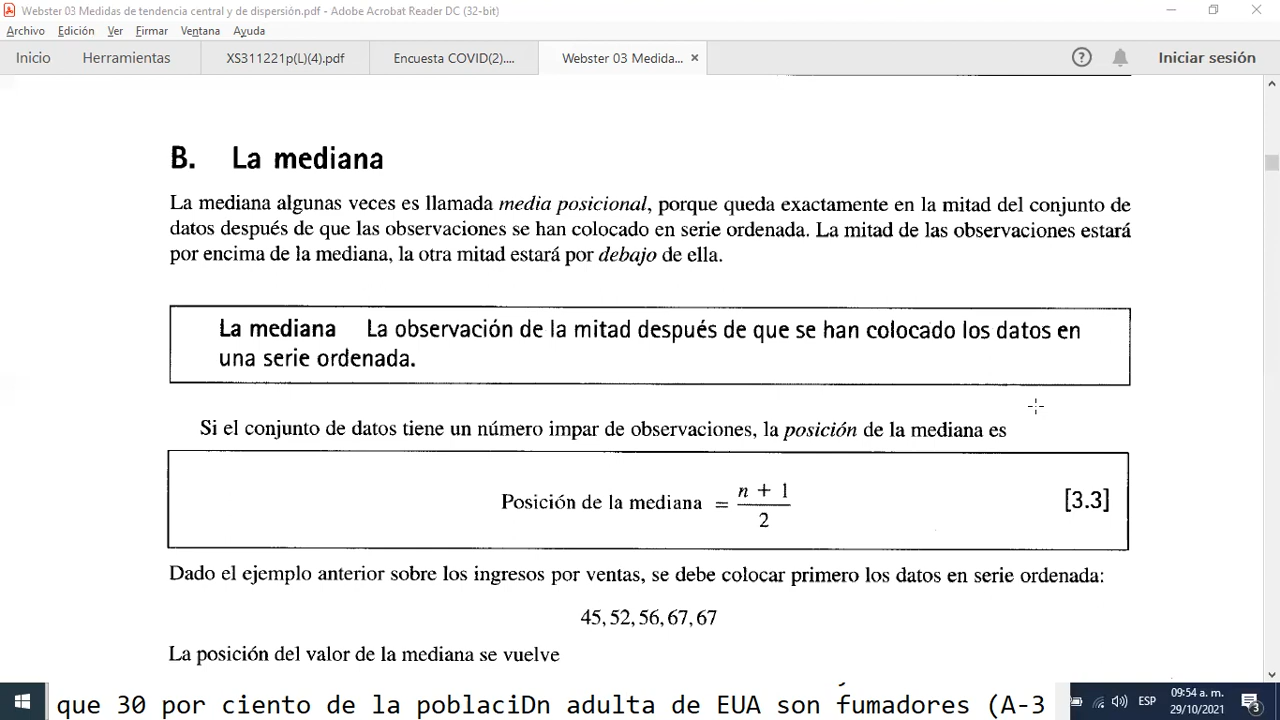 Webster 03 Medidas de tendencia central y de dispersión.pdf - Adobe Acrobat Reader DC (32-bit)
Archivo Edición Ver Firmar Ventana Ayuda
Inicio Herramientas XS311221p(L)(4).pdf Encuesta COVID(2).... Webster 03 Medida... × ? Iniciar sesión
B. La mediana
La mediana algunas veces es llamada media posicional, porque queda exactamente en la mitad del conjunto de
datos después de que las observaciones se han colocado en serie ordenada. La mitad de las observaciones estará
por encima de la mediana, la otra mitad estará por debajo de ella.
La mediana La observación de la mitad después de que se han colocado los datos en
una serie ordenada.
Si el conjunto de datos tiene un número impar de observaciones, la posición de la mediana es
Posición de la mediana = n + 1 / 2 [3.3]
Dado el ejemplo anterior sobre los ingresos por ventas, se debe colocar primero los datos en serie ordenada:
45, 52, 56, 67, 67
La posición del valor de la mediana se vuelve
que 30 por ciento de la poblaciDn adulta de EUA son fumadores (A-3
ESP 09:54 a. m.
29/10/2021 3